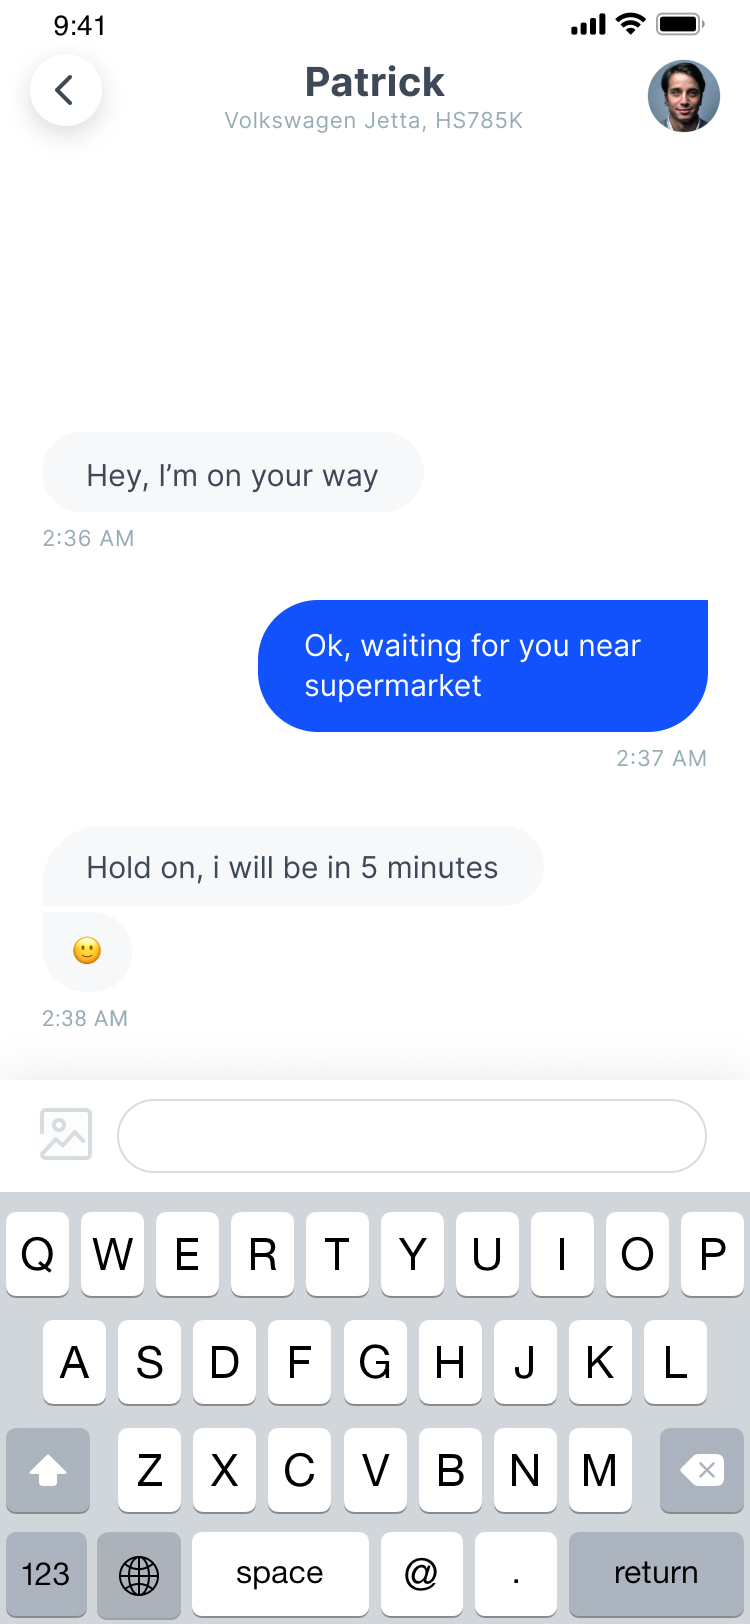 9:41
Patrick
Volkswagen Jetta, HS785K
Hey, I’m on your way
2:36 AM
Ok, waiting for you near
supermarket
2:37 AM
Hold on, i will be in 5 minutes
🙂
2:38 AM
Q W E R T Y U I O P
A S D F G H J K L
Z X C V B N M
123 space @ . return